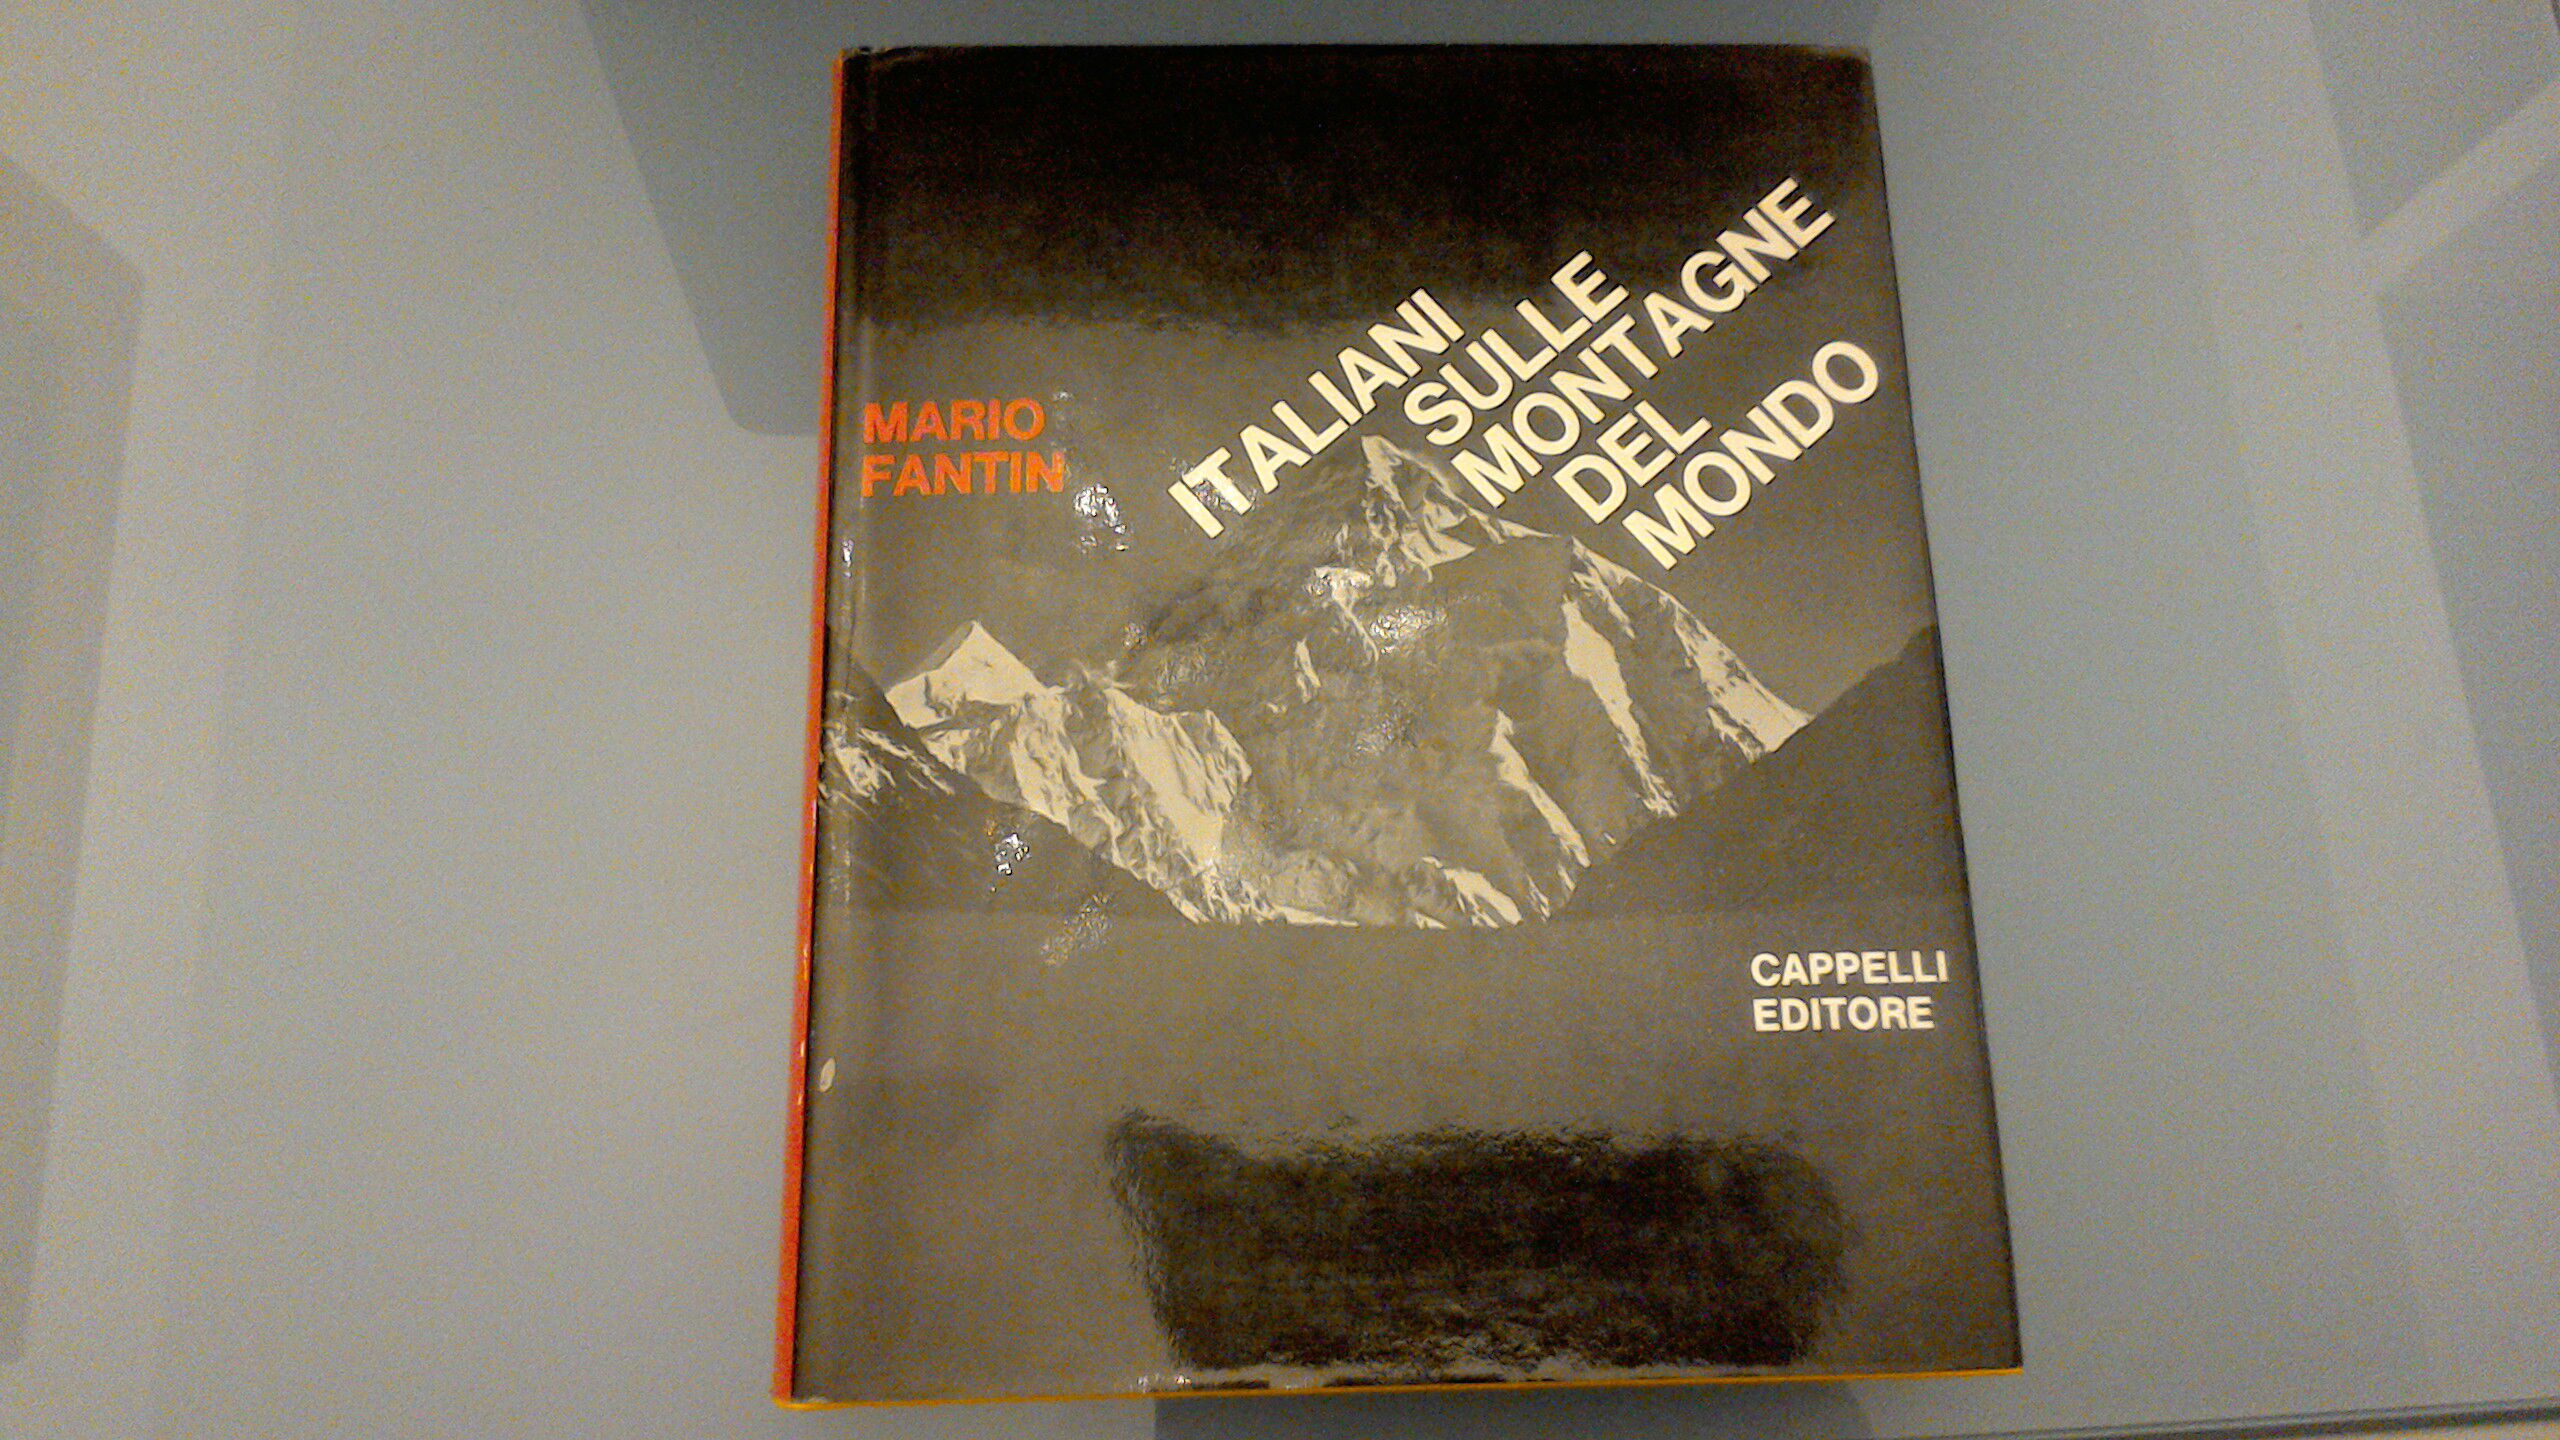 MARIO
FANTIN
ITALIANI
SULLE
MONTAGNE
DEL
MONDO
CAPPELLI
EDITORE